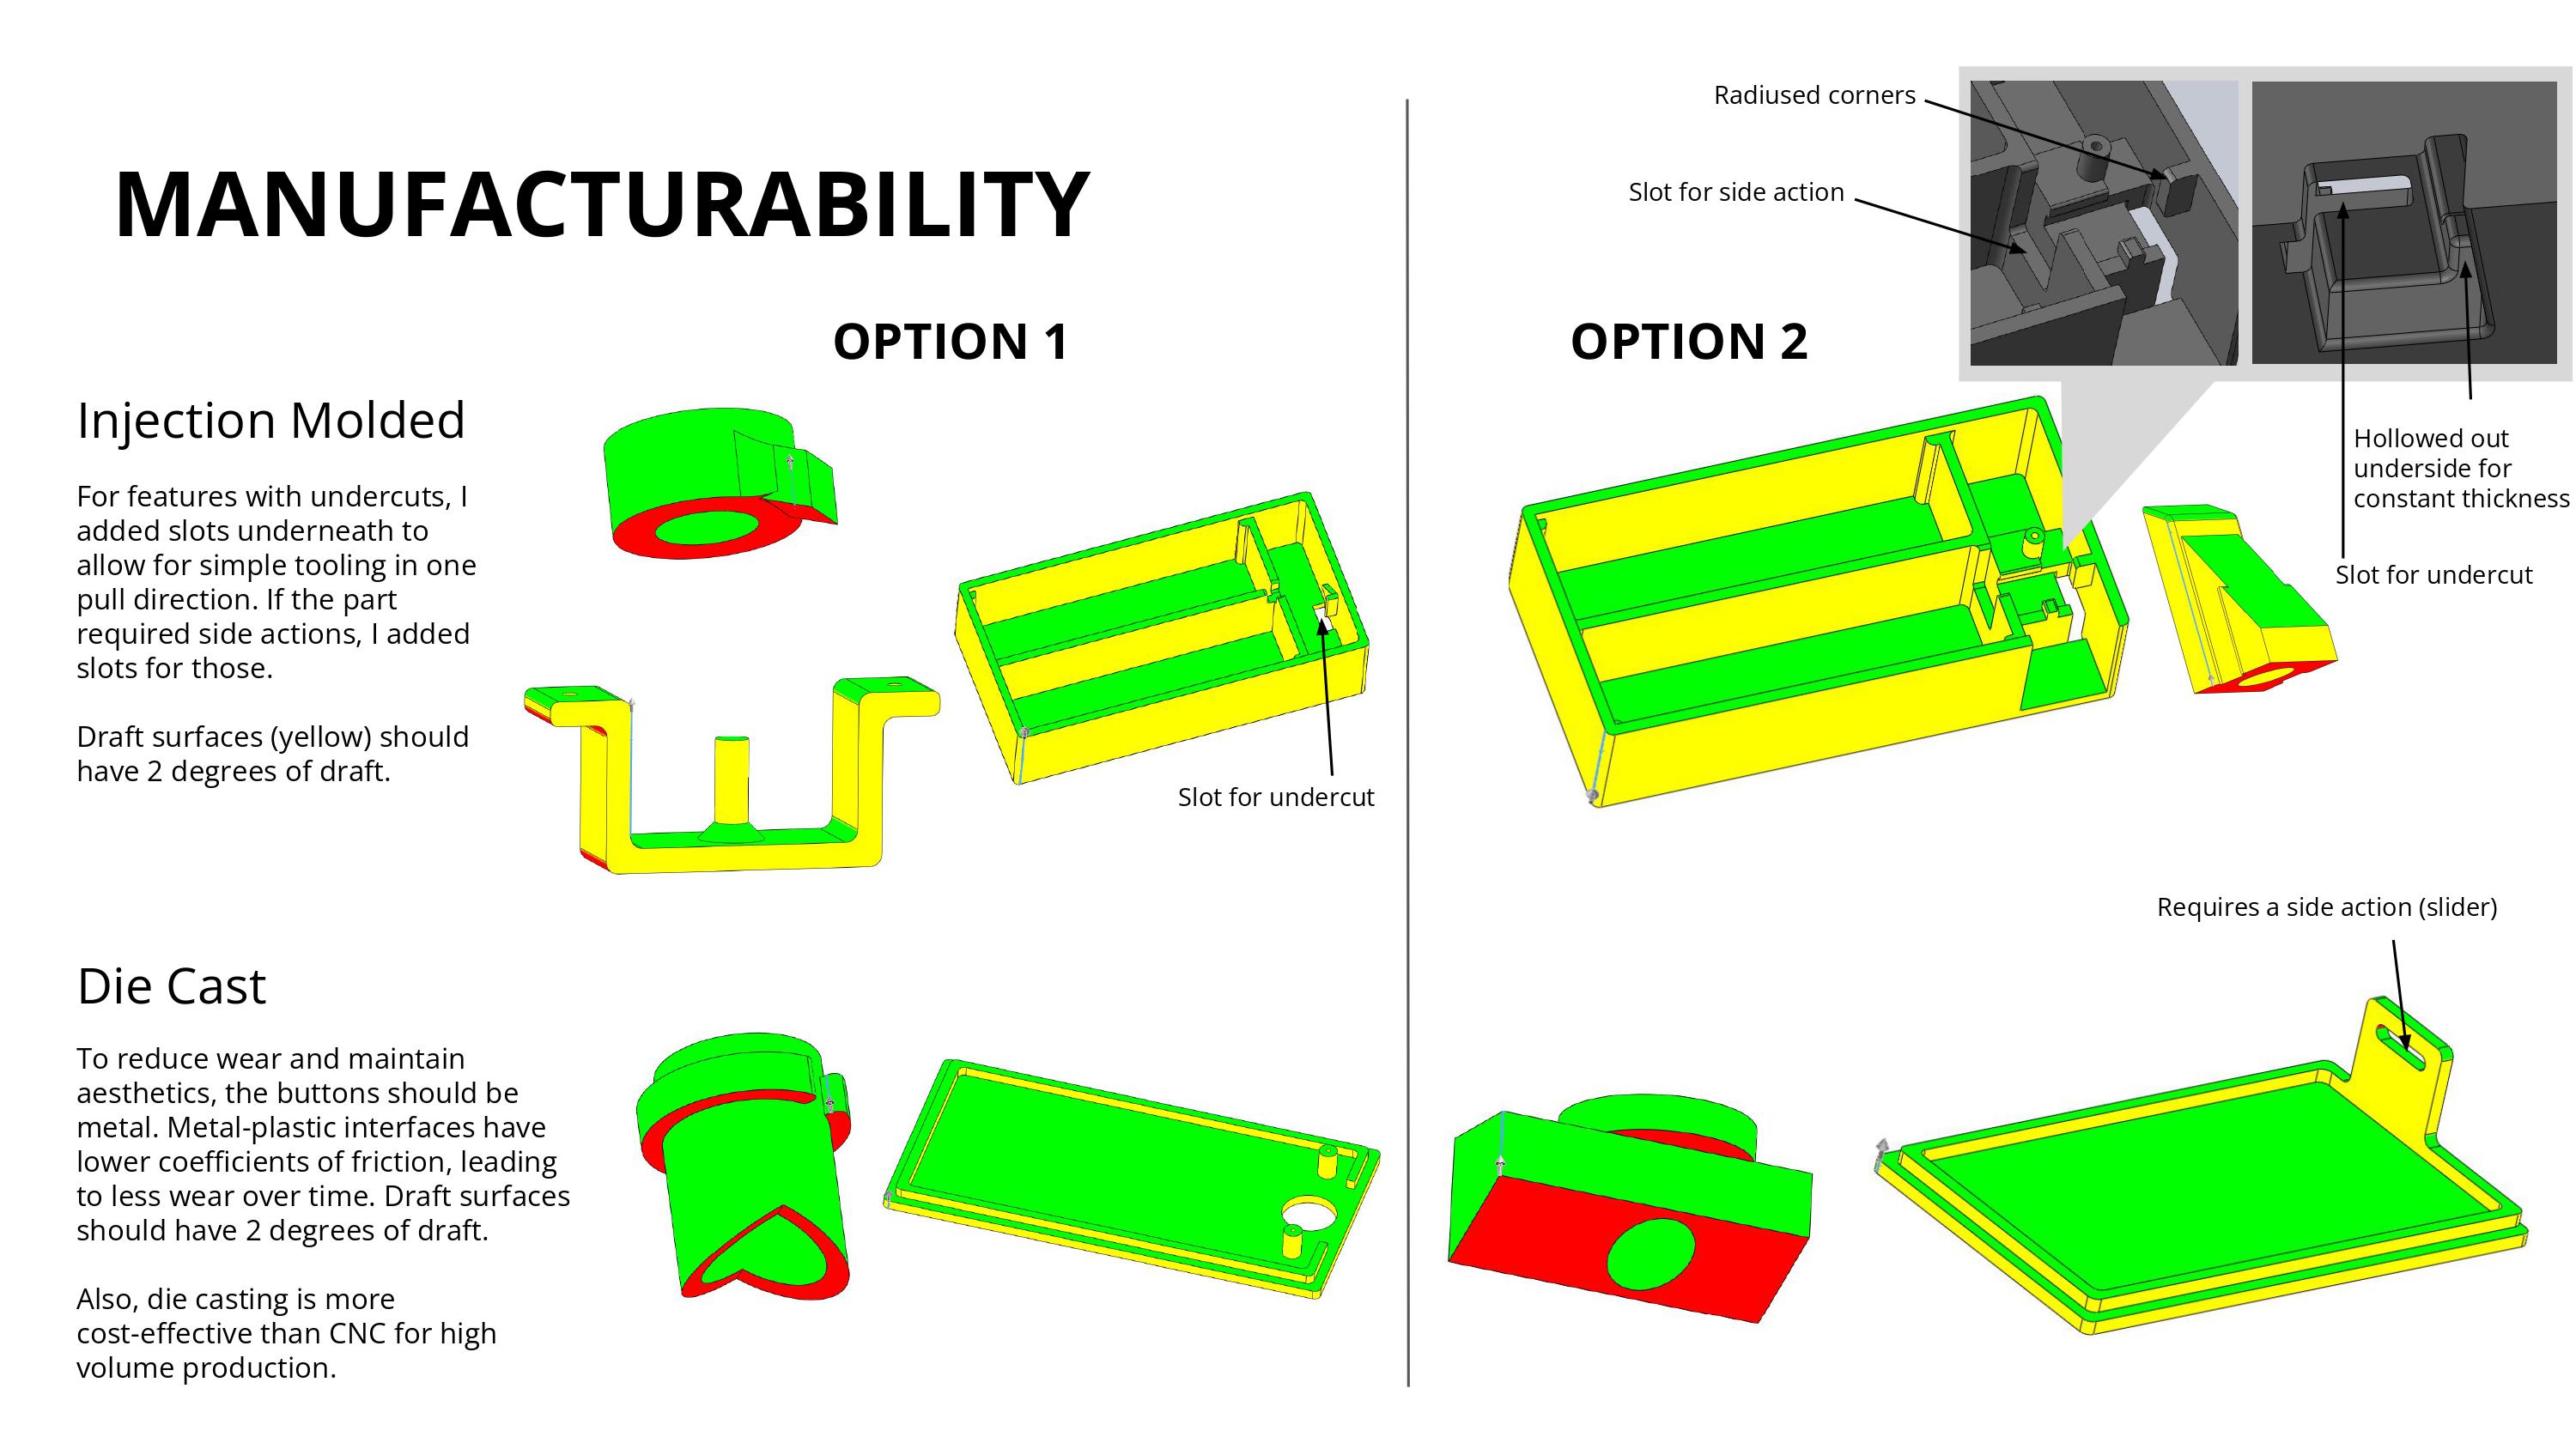 MANUFACTURABILITY
OPTION 1
Injection Molded
For features with undercuts, I
added slots underneath to
allow for simple tooling in one
pull direction. If the part
required side actions, I added
slots for those.
Draft surfaces (yellow) should
have 2 degrees of draft.
Slot for undercut
Die Cast
To reduce wear and maintain
aesthetics, the buttons should be
metal. Metal-plastic interfaces have
lower coefficients of friction, leading
to less wear over time. Draft surfaces
should have 2 degrees of draft.
Also, die casting is more
cost-effective than CNC for high
volume production.
OPTION 2
Radiused corners
Slot for side action
Hollowed out
underside for
constant thickness
Slot for undercut
Requires a side action (slider)